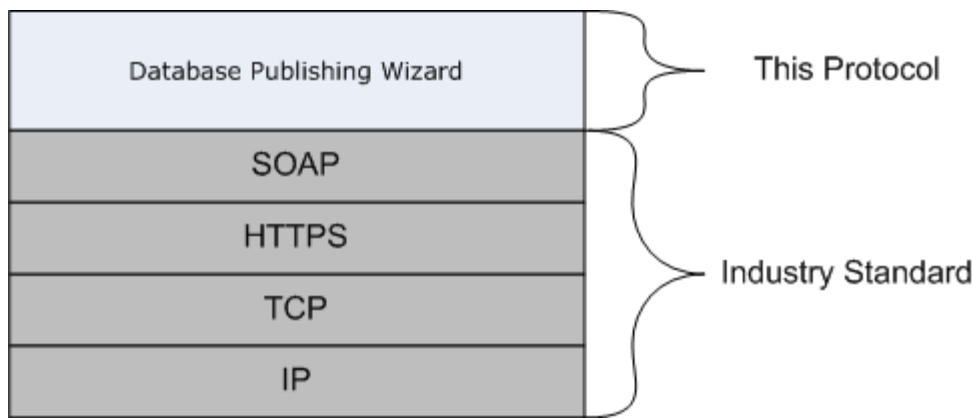 Database Publishing Wizard
This Protocol
SOAP
HTTPS
TCP
IP
Industry Standard